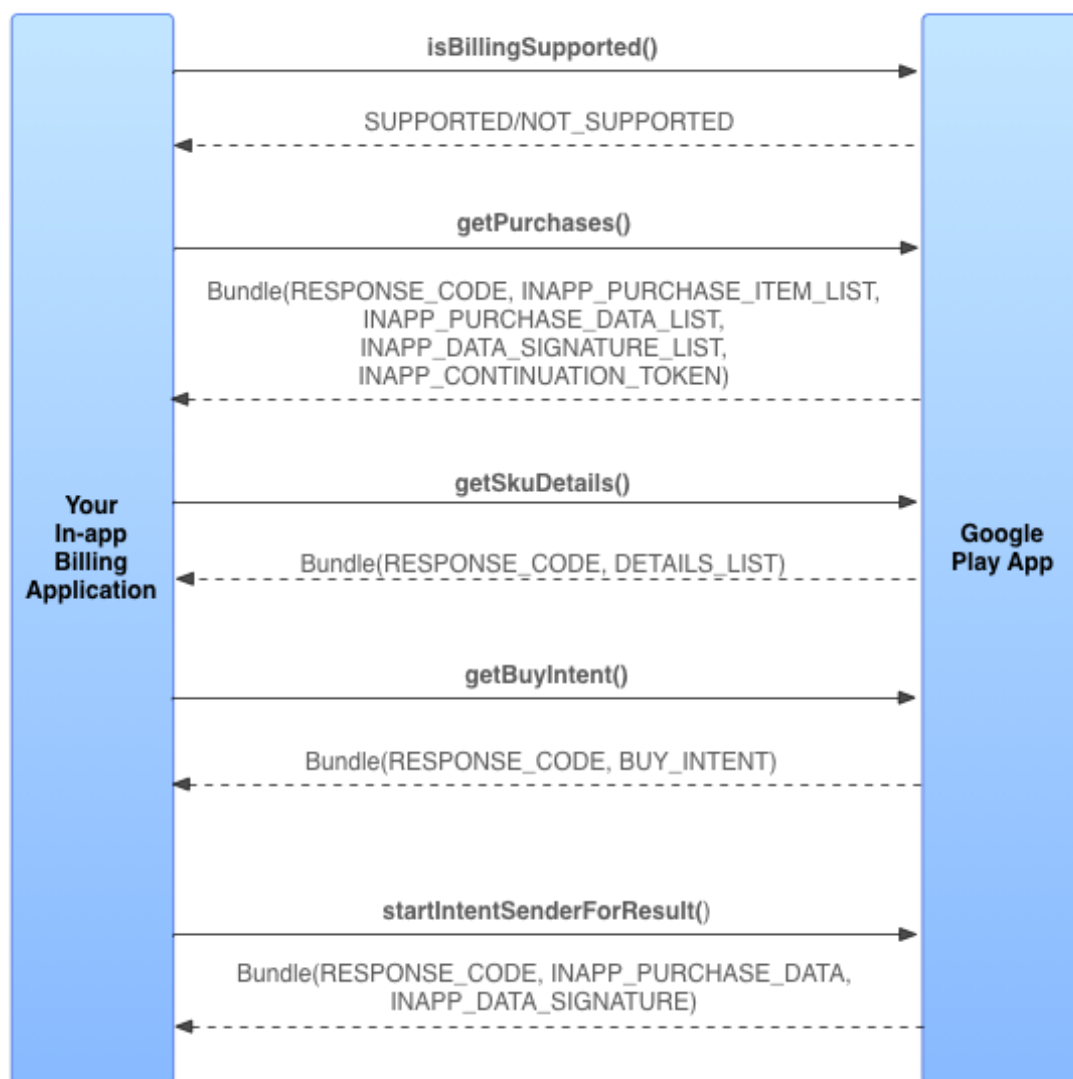 isBillingSupported()
SUPPORTED/NOT_SUPPORTED
getPurchases()
Bundle(RESPONSE_CODE, INAPP_PURCHASE_ITEM_LIST,
INAPP_PURCHASE_DATA_LIST,
INAPP_DATA_SIGNATURE_LIST,
INAPP_CONTINUATION_TOKEN)
getSkuDetails()
Your
In-app
Billing
Application
Google
Play App
Bundle(RESPONSE_CODE, DETAILS_LIST)
getBuyIntent()
Bundle(RESPONSE_CODE, BUY_INTENT)
startIntentSenderForResult()
Bundle(RESPONSE_CODE, INAPP_PURCHASE_DATA,
INAPP_DATA_SIGNATURE)